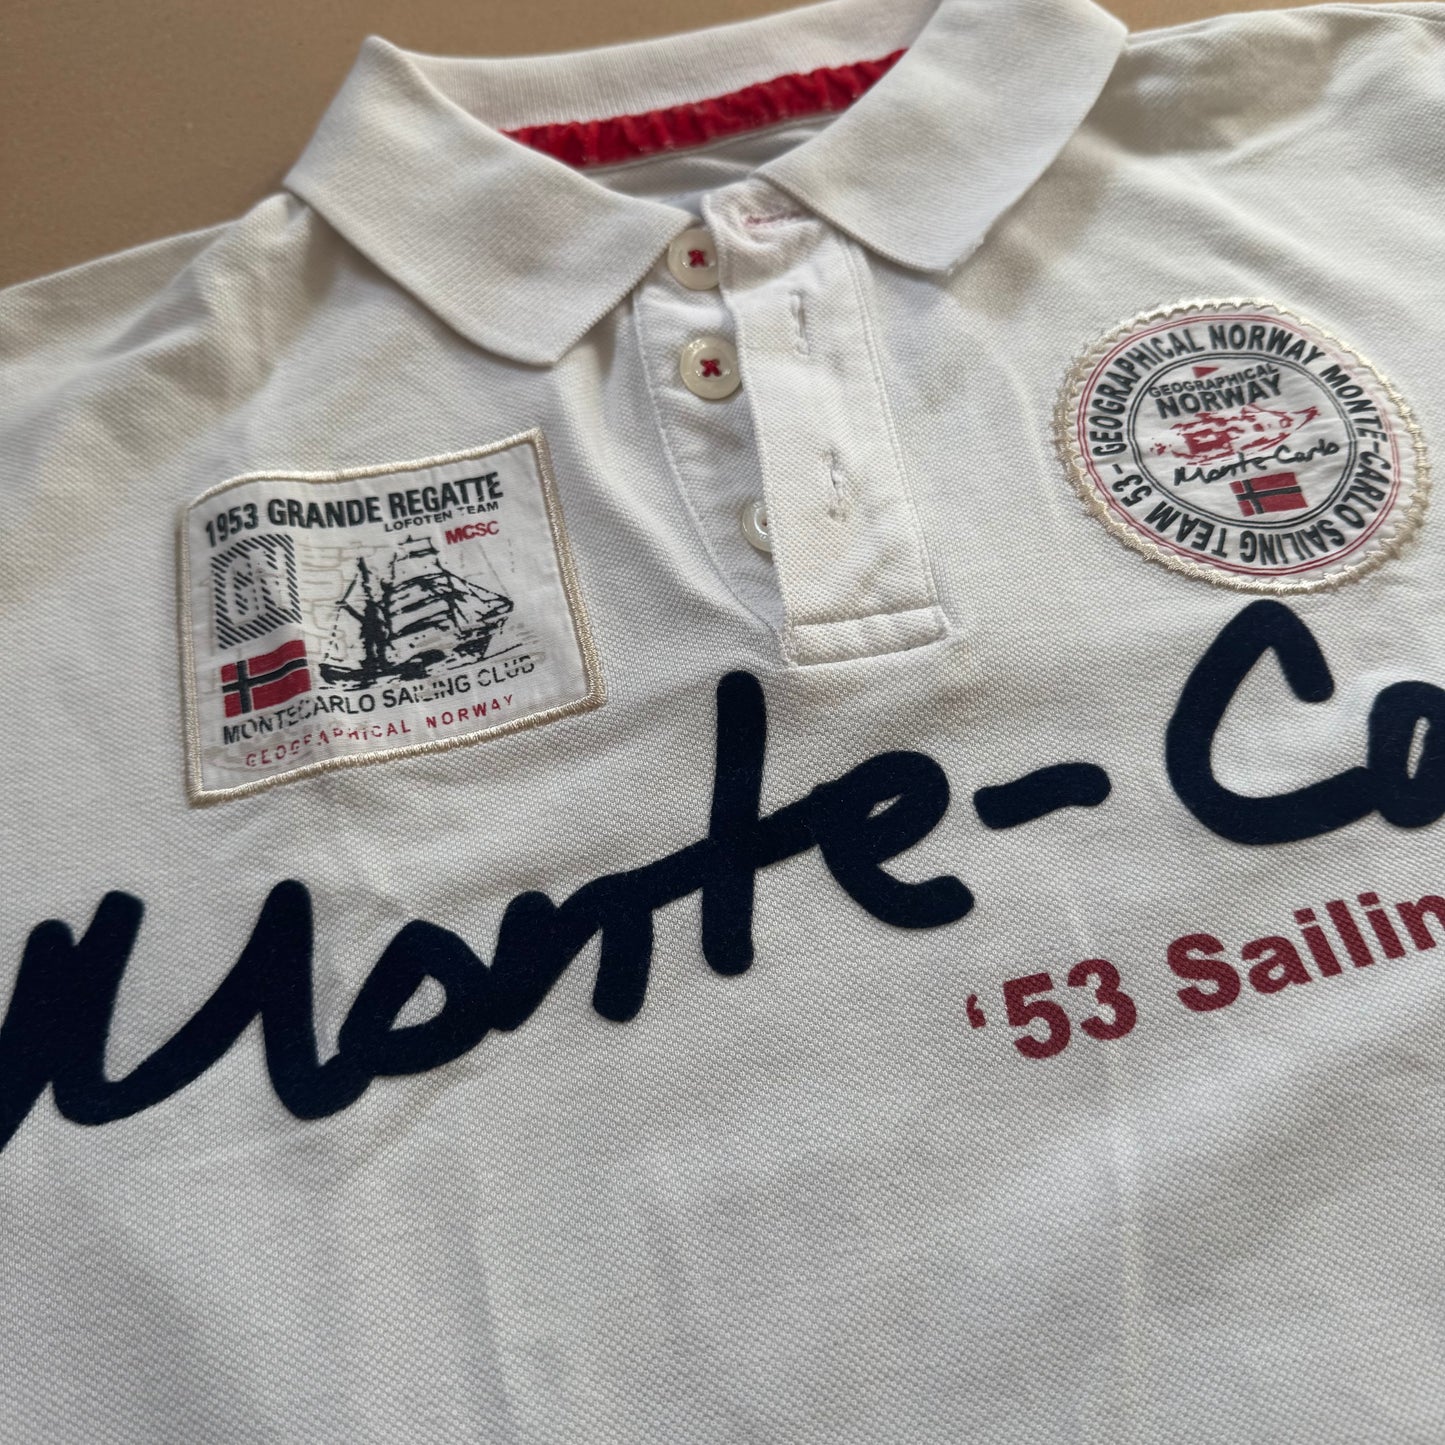 1953 GRANDE REGATTE
LOFOTEN TEAM
MCSC
GN
MONTECARLO SAILING CLUB
GEOGRAPHICAL NORWAY
53 - GEOGRAPHICAL NORWAY MONTE-CARLO SAILING TEAM
GEOGRAPHICAL
NORWAY
Monte-Carlo
Monte-Ca
‘53 Sailin